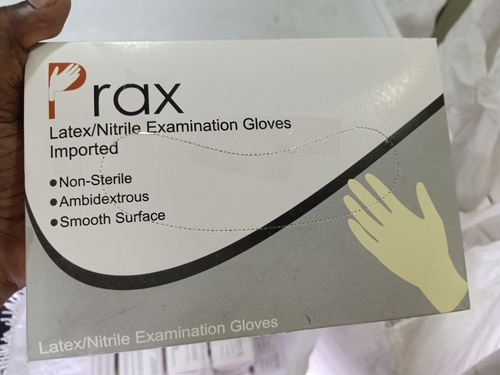 Prax
Latex/Nitrile Examination Gloves
Imported
●Non-Sterile
●Ambidextrous
●Smooth Surface
Latex/Nitrile Examination Gloves